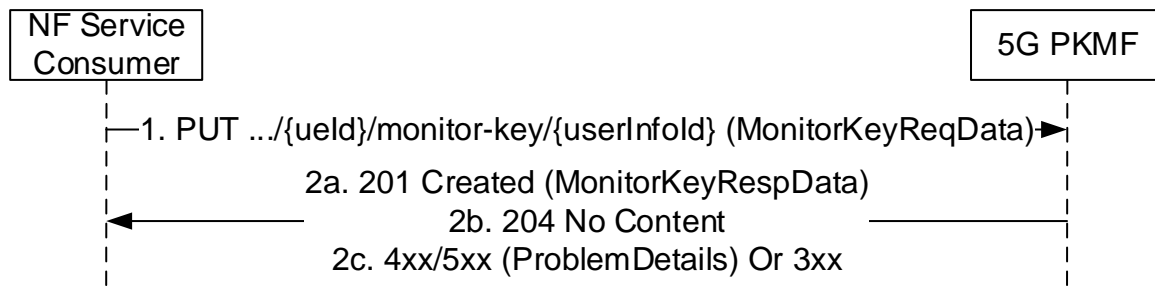 NF Service
Consumer
5G PKMF
1. PUT .../{ueId}/monitor-key/{userInfoId} (MonitorKeyReqData)
2a. 201 Created (MonitorKeyRespData)
2b. 204 No Content
2c. 4xx/5xx (ProblemDetails) Or 3xx